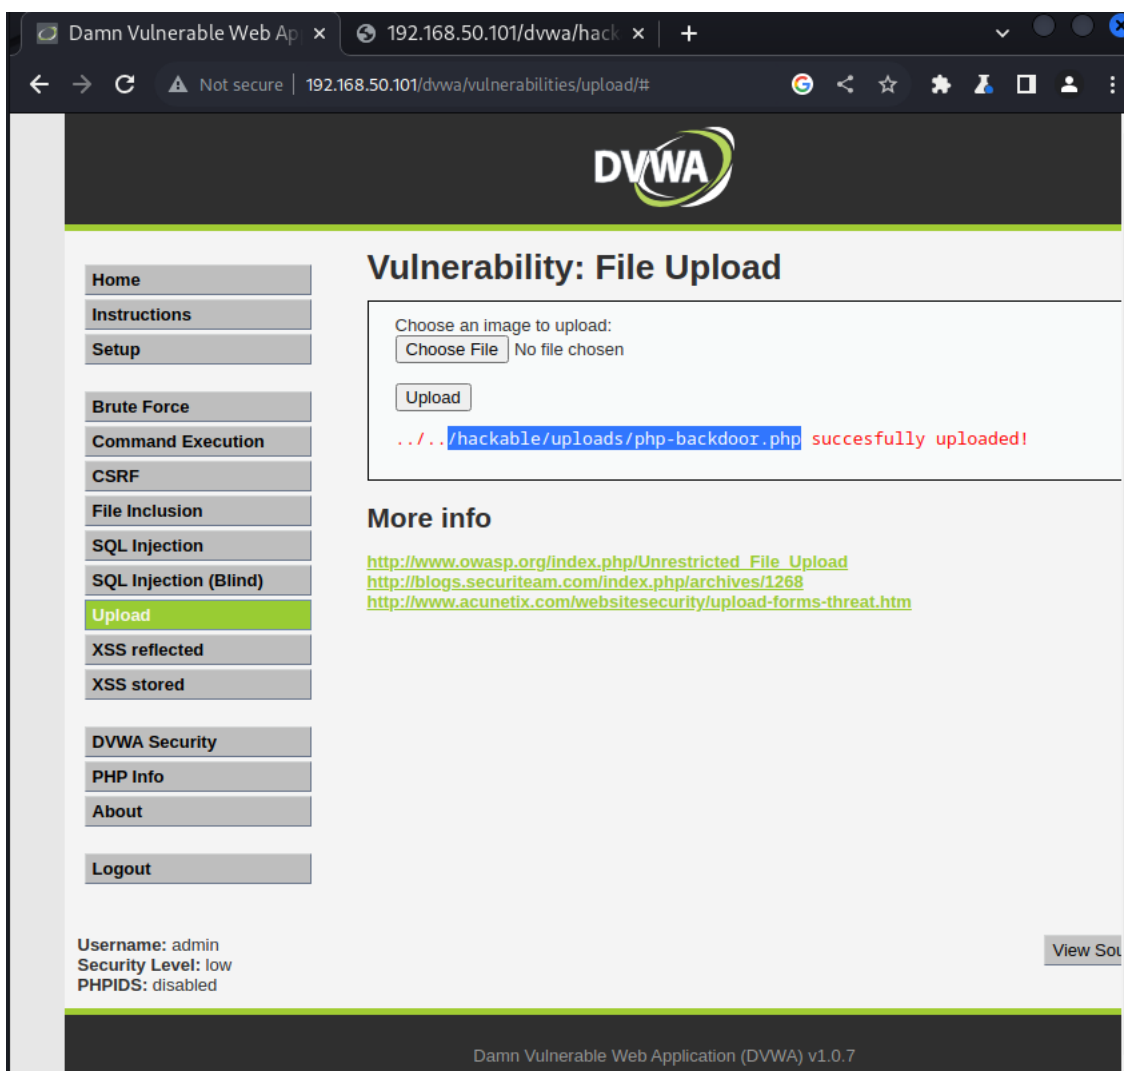 Damn Vulnerable Web Ap
192.168.50.101/dvwa/hack
Not secure | 192.168.50.101/dvwa/vulnerabilities/upload/#
DVWA
Home
Instructions
Setup
Brute Force
Command Execution
CSRF
File Inclusion
SQL Injection
SQL Injection (Blind)
Upload
XSS reflected
XSS stored
DVWA Security
PHP Info
About
Logout
Vulnerability: File Upload
Choose an image to upload:
Choose File No file chosen
Upload
../../hackable/uploads/php-backdoor.php succesfully uploaded!
More info
http://www.owasp.org/index.php/Unrestricted_File_Upload
http://blogs.securiteam.com/index.php/archives/1268
http://www.acunetix.com/websitesecurity/upload-forms-threat.htm
Username: admin
Security Level: low
PHPIDS: disabled
View Sou
Damn Vulnerable Web Application (DVWA) v1.0.7